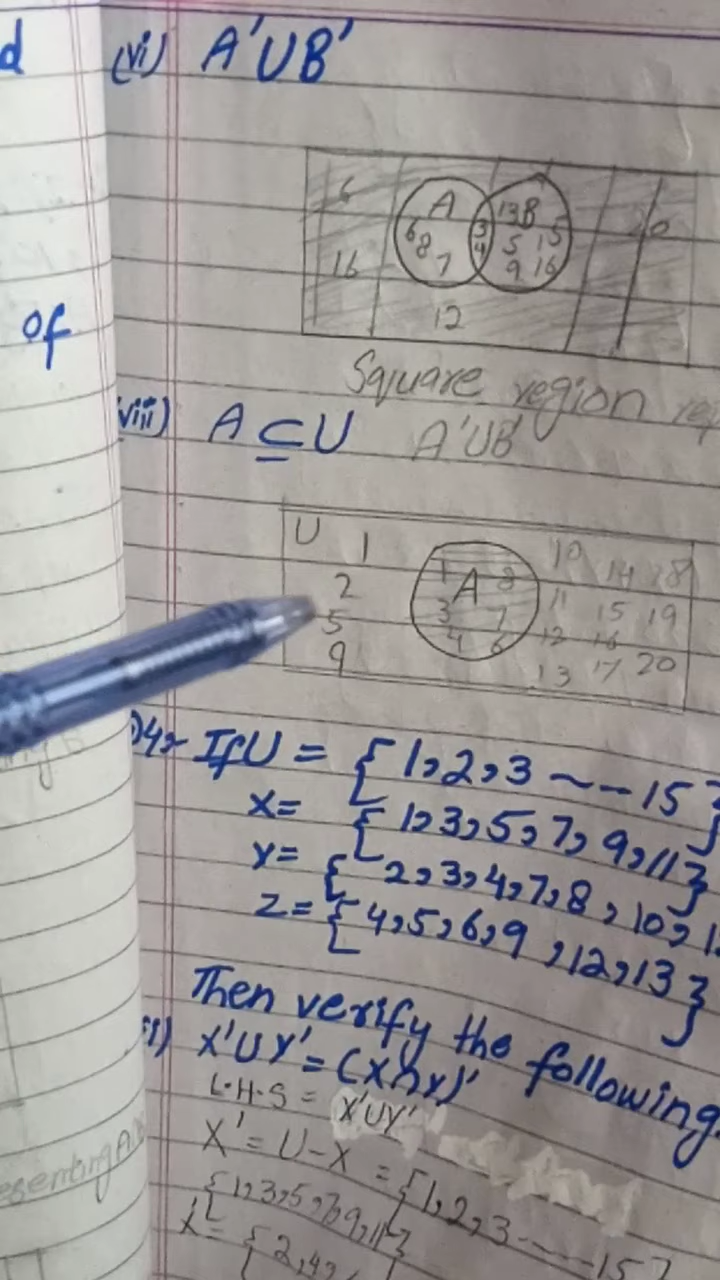 d
(vi) A'UB'
6 A 13 B 20
6 8 3 5 15
16 7 4 9 16
12
of
Square region
A'UB'
viii) A ⊆ U
U 1 1 8 10 14 18
2 A 11 15 19
5 3 7 12 16
9 4 6 13 17 20
Q4:- If U = {1, 2, 3 ---- 15}
X = {1, 3, 5, 7, 9, 11}
Y = {2, 3, 4, 7, 8, 10, 1
Z = {4, 5, 6, 9, 12, 13}
Then verify the following.
X'UY' = (X∩Y)'
L.H.S = X'UY'
X' = U-X = {1, 2, 3 ---- 15}
{1, 3, 5, 7, 9, 11}
X' = {2, 4,
esenting